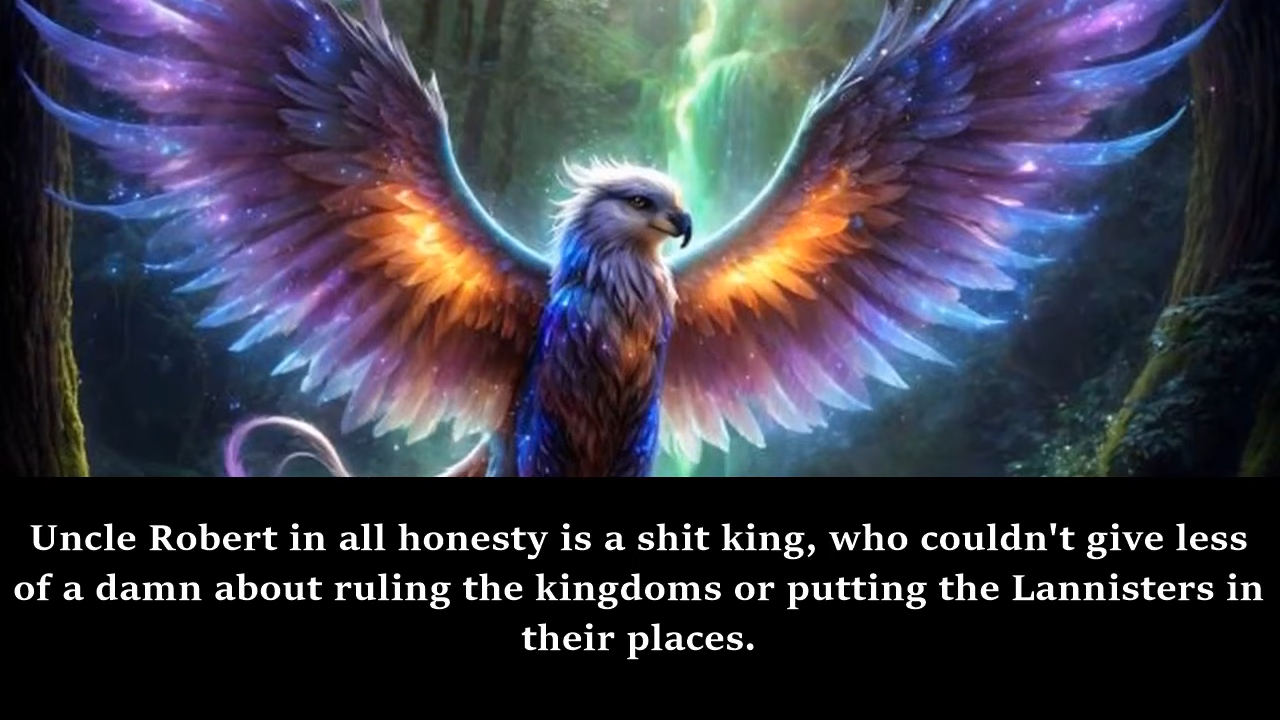 Uncle Robert in all honesty is a shit king, who couldn't give less
of a damn about ruling the kingdoms or putting the Lannisters in
their places.